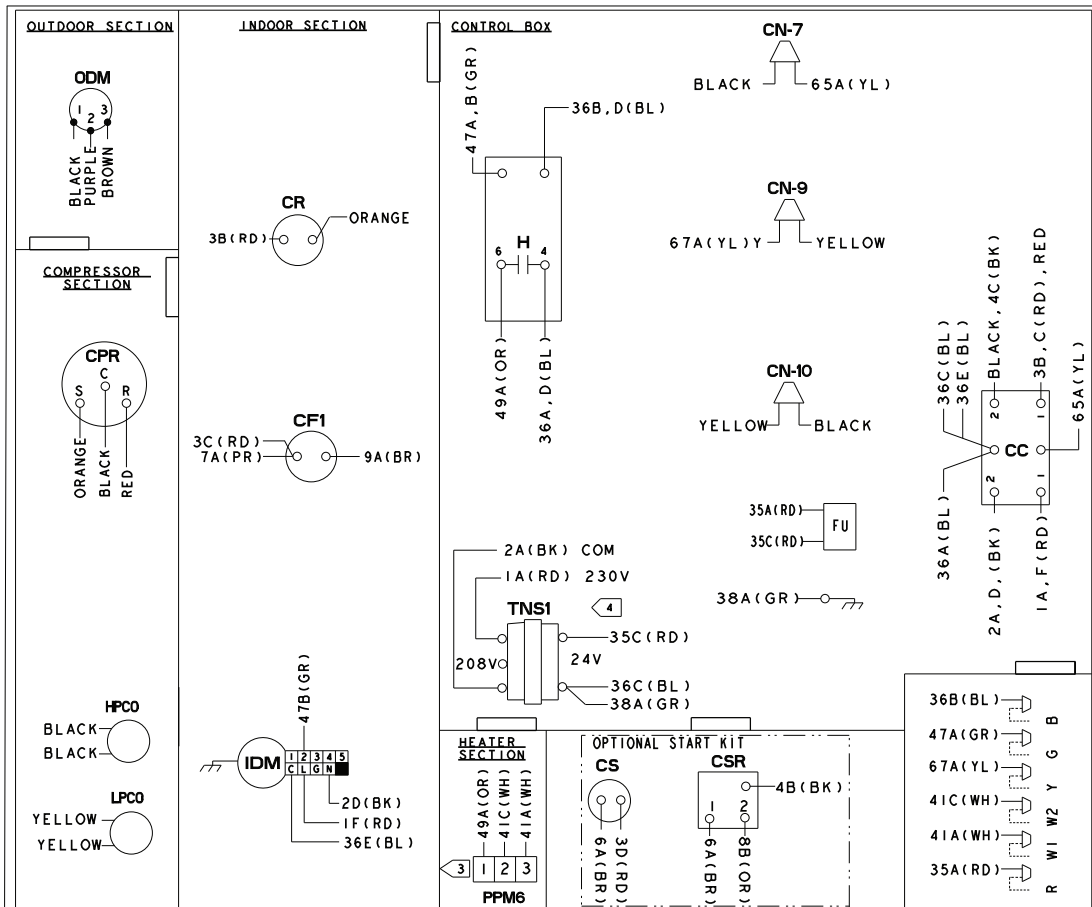 OUTDOOR SECTION
ODM
1 2 3
BLACK
PURPLE
BROWN
COMPRESSOR
SECTION
CPR
C
S R
ORANGE
BLACK
RED
HPCO
BLACK
BLACK
LPCO
YELLOW
YELLOW
INDOOR SECTION
CR
3B(RD)
ORANGE
CF1
3C(RD)
7A(PR)
9A(BR)
47B(GR)
IDM
1 2 3 4 5
C L G N
2D(BK)
1F(RD)
36E(BL)
CONTROL BOX
47A,B(GR)
36B,D(BL)
H
6 4
49A(OR)
36A,D(BL)
CN-7
BLACK 65A(YL)
CN-9
67A(YL)Y YELLOW
CN-10
YELLOW BLACK
36C(BL)
36E(BL)
BLACK,4C(BK)
3B,C(RD),RED
65A(YL)
2 1
CC
2 1
36A(BL)
2A,D,(BK)
1A,F(RD)
35A(RD)
35C(RD)
FU
38A(GR)
2A(BK) COM
1A(RD) 230V
TNS1
4
35C(RD)
208V
24V
36C(BL)
38A(GR)
HEATER
SECTION
49A(OR)
41C(WH)
41A(WH)
3
1 2 3
PPM6
OPTIONAL START KIT
CS
6A(BR)
3D(RD)
CSR
4B(BK)
1 2
6A(BR)
8B(OR)
36B(BL) B
47A(GR) G
67A(YL) Y
41C(WH) W2
41A(WH) W1
35A(RD) R